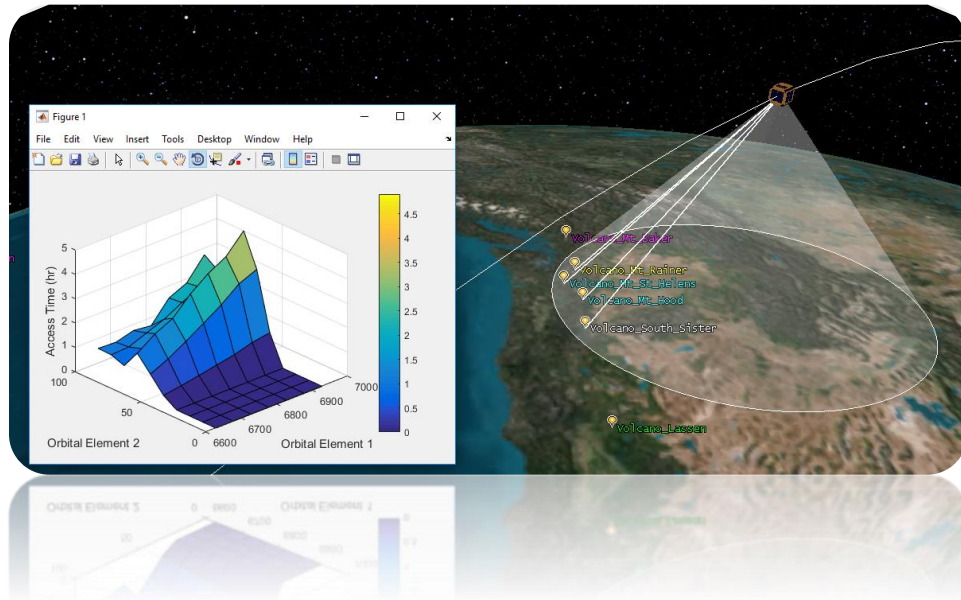 Figure 1
File Edit View Insert Tools Desktop Window Help
5
4
3
2
1
0
Access Time (hr)
100
50
0
Orbital Element 2
6600
6700
6800
6900
7000
Orbital Element 1
4.5
4
3.5
3
2.5
2
1.5
1
0.5
0
Volcano_Mt_Baker
Volcano_Mt_Rainer
Volcano_Mt_St_Helens
Volcano_Mt_Hood
Volcano_South_Sister
Volcano_Lassen